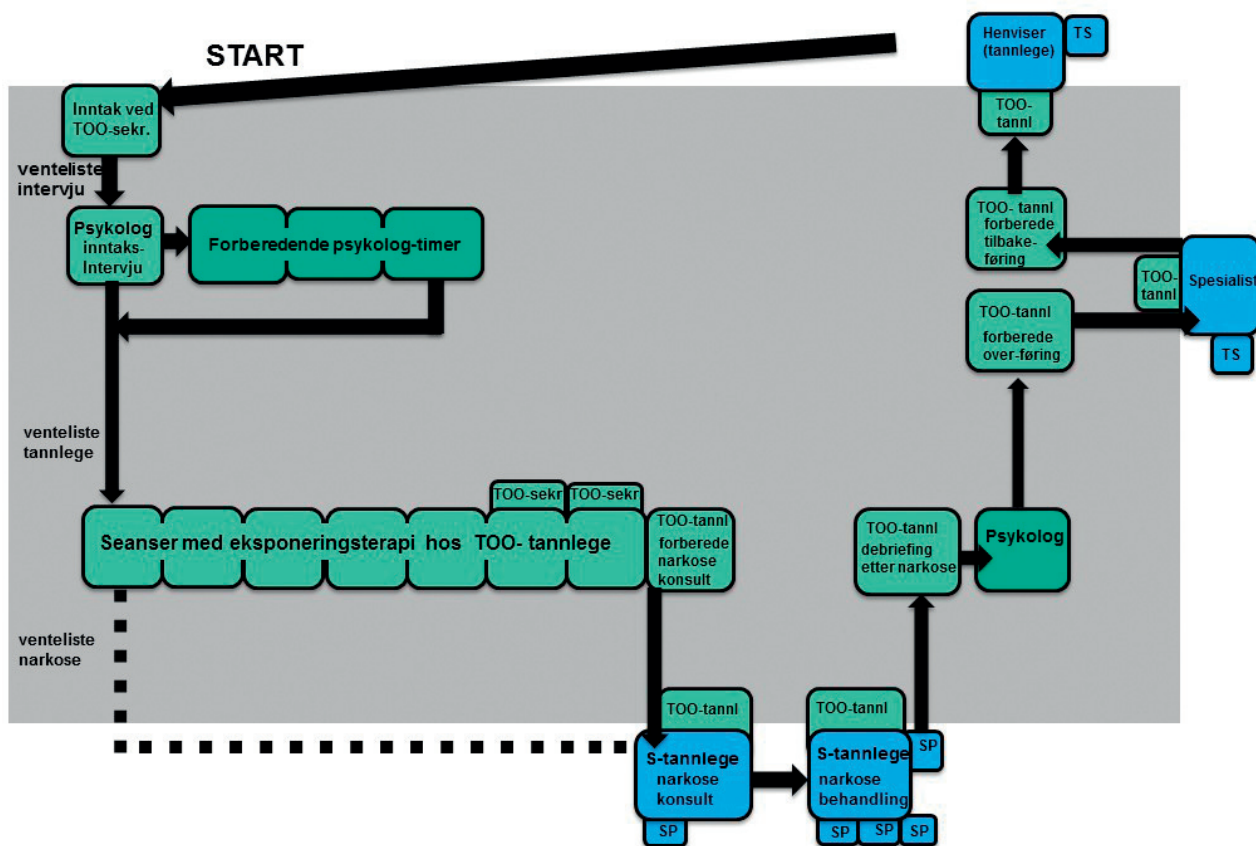 START
Henviser
(tannlege)
TS
TOO-
tannl
Inntak ved
TOO-sekr.
venteliste
intervju
Psykolog
inntaks-
Intervju
Forberedende psykolog-timer
TOO- tannl
forberede
tilbake-
føring
TOO-
tannl
Spesialist
TS
TOO-tannl
forberede
over-føring
venteliste
tannlege
TOO-sekr
TOO-sekr
Seanser med eksponeringsterapi hos TOO- tannlege
TOO-tannl
forberede
narkose
konsult
TOO-tannl
debriefing
etter narkose
Psykolog
venteliste
narkose
TOO-tannl
S-tannlege
narkose
konsult
SP
TOO-tannl
S-tannlege
narkose
behandling
SP
SP
SP
SP